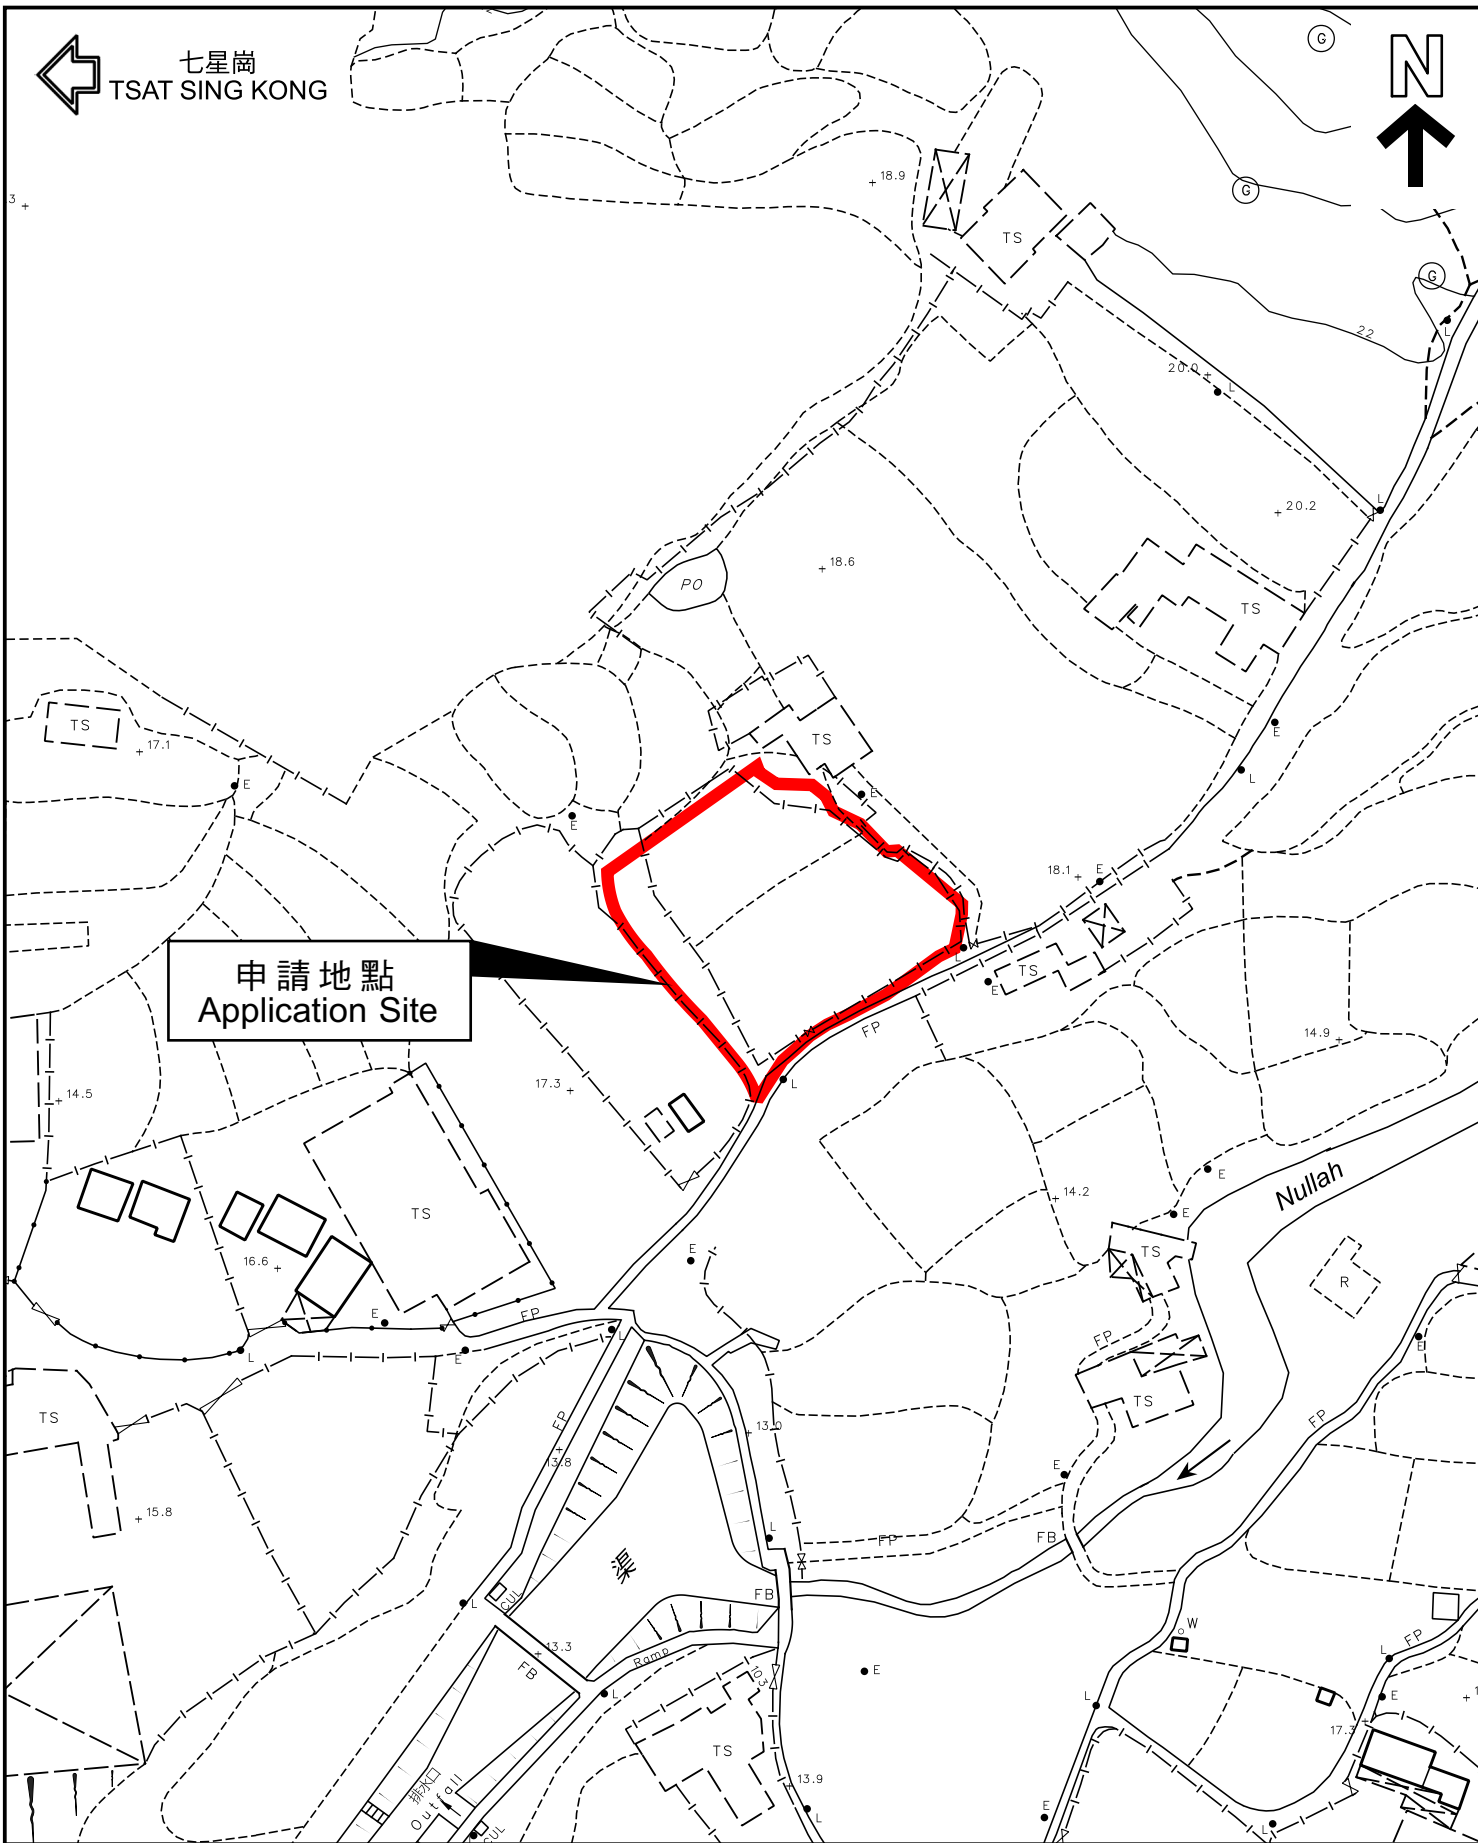 七星崗
TSAT SING KONG
N
G
G
G
18.9
TS
L
22
20.0
L
L
20.2
18.6
PO
TS
TS
17.1
E
TS
E
E
E
L
18.1
E
L
TS
E
申請地點
Application Site
FP
14.9
14.5
17.3
L
14.2
E
Nullah
E
TS
TS
16.6
E
R
E
FP
L
FP
E
L
E
FP
TS
FP
13.8
13.0
TS
FP
E
15.8
L
FP
FB
渠
CUL
L
FB
W
13.3
FB
Ramp
10.3
E
L
FP
L
L
E
17.3
TS
排水口
Outfall
13.9
L
E
L
CUL